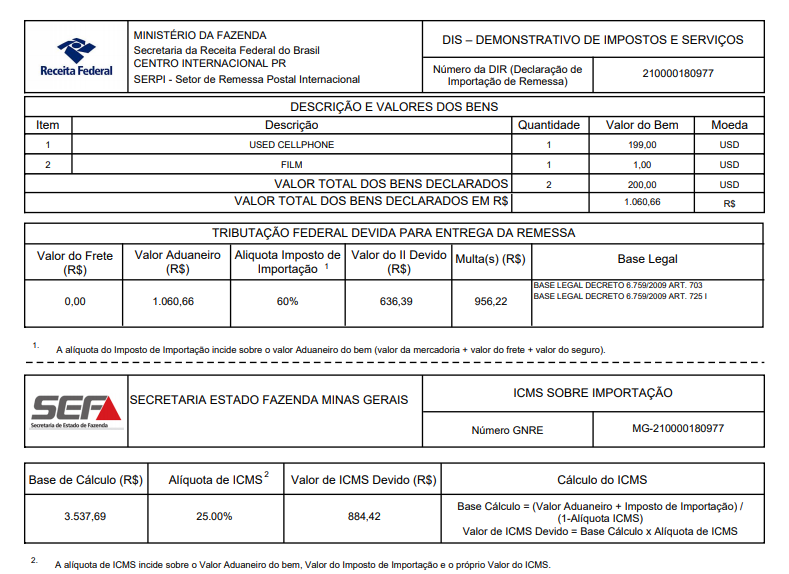 Receita Federal
MINISTÉRIO DA FAZENDA
Secretaria da Receita Federal do Brasil
CENTRO INTERNACIONAL PR
SERPI - Setor de Remessa Postal Internacional
DIS – DEMONSTRATIVO DE IMPOSTOS E SERVIÇOS
Número da DIR (Declaração de
Importação de Remessa)
210000180977
DESCRIÇÃO E VALORES DOS BENS
Item Descrição Quantidade Valor do Bem Moeda
1 USED CELLPHONE 1 199,00 USD
2 FILM 1 1,00 USD
VALOR TOTAL DOS BENS DECLARADOS 2 200,00 USD
VALOR TOTAL DOS BENS DECLARADOS EM R$ 1.060,66 R$
TRIBUTAÇÃO FEDERAL DEVIDA PARA ENTREGA DA REMESSA
Valor do Frete
(R$)
Valor Aduaneiro
(R$)
Aliquota Imposto de
Importação 1
Valor do II Devido
(R$)
Multa(s) (R$)
Base Legal
0,00 1.060,66 60% 636,39 956,22
BASE LEGAL DECRETO 6.759/2009 ART. 703
BASE LEGAL DECRETO 6.759/2009 ART. 725 I
1. A alíquota do Imposto de Importação incide sobre o valor Aduaneiro do bem (valor da mercadoria + valor do frete + valor do seguro).
SEFA
Secretaria de Estado de Fazenda
SECRETARIA ESTADO FAZENDA MINAS GERAIS
ICMS SOBRE IMPORTAÇÃO
Número GNRE MG-210000180977
Base de Cálculo (R$) Alíquota de ICMS 2 Valor de ICMS Devido (R$) Cálculo do ICMS
3.537,69 25.00% 884,42
Base Cálculo = (Valor Aduaneiro + Imposto de Importação) /
(1-Alíquota ICMS)
Valor de ICMS Devido = Base Cálculo x Alíquota de ICMS
2. A alíquota de ICMS incide sobre o Valor Aduaneiro do bem, Valor do Imposto de Importação e o próprio Valor do ICMS.